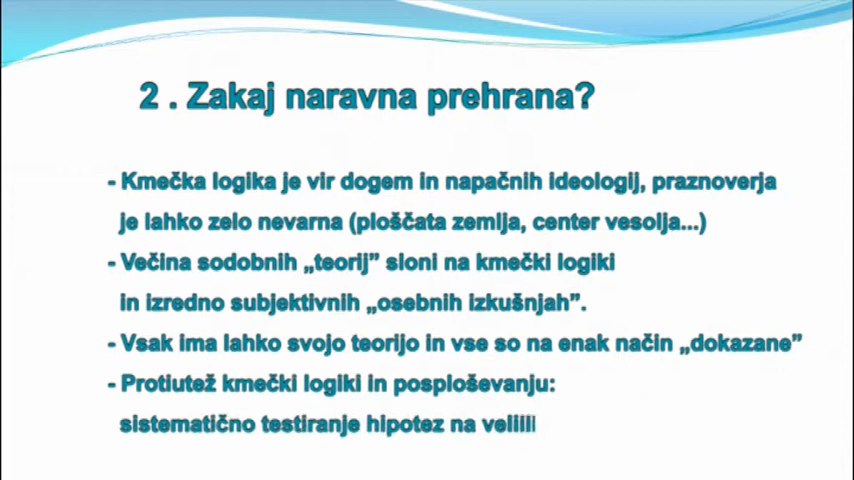 2 . Zakaj naravna prehrana?
- Kmečka logika je vir dogem in napačnih ideologij, praznoverja
je lahko zelo nevarna (ploščata zemlja, center vesolja...)
- Večina sodobnih „teorij” sloni na kmečki logiki
in izredno subjektivnih „osebnih izkušnjah”.
- Vsak ima lahko svojo teorijo in vse so na enak način „dokazane”
- Protiutež kmečki logiki in posploševanju:
sistematično testiranje hipotez na